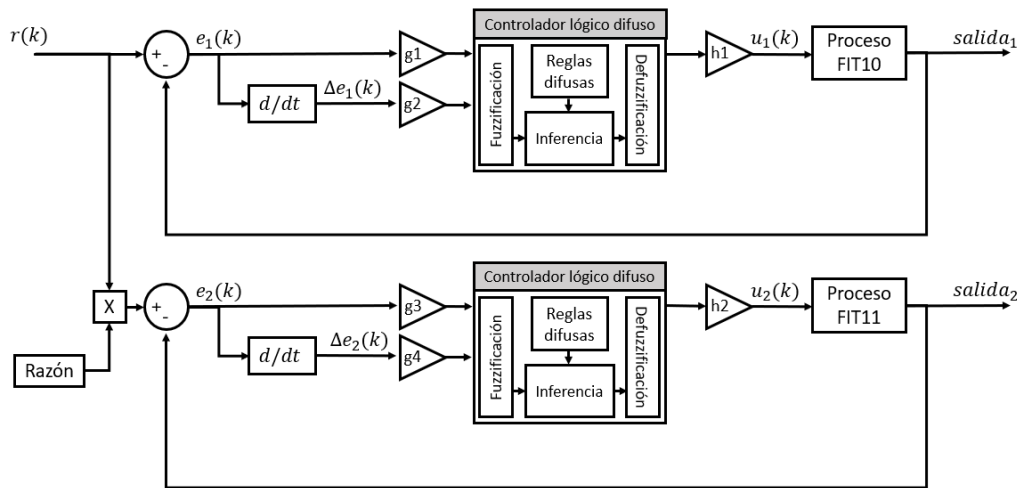 r(k)
+
-
e₁(k)
d/dt
Δe₁(k)
g1
g2
Controlador lógico difuso
Fuzzificación
Reglas
difusas
Inferencia
Defuzzificación
h1
u₁(k)
Proceso
FIT10
salida₁
X
Razón
+
-
e₂(k)
d/dt
Δe₂(k)
g3
g4
Controlador lógico difuso
Fuzzificación
Reglas
difusas
Inferencia
Defuzzificación
h2
u₂(k)
Proceso
FIT11
salida₂